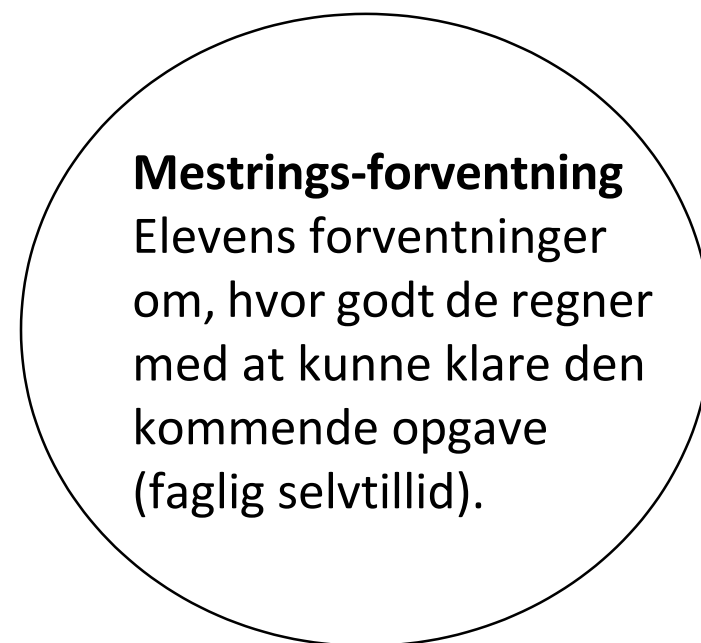 Mestrings-forventning
Elevens forventninger
om, hvor godt de regner
med at kunne klare den
kommende opgave
(faglig selvtillid).